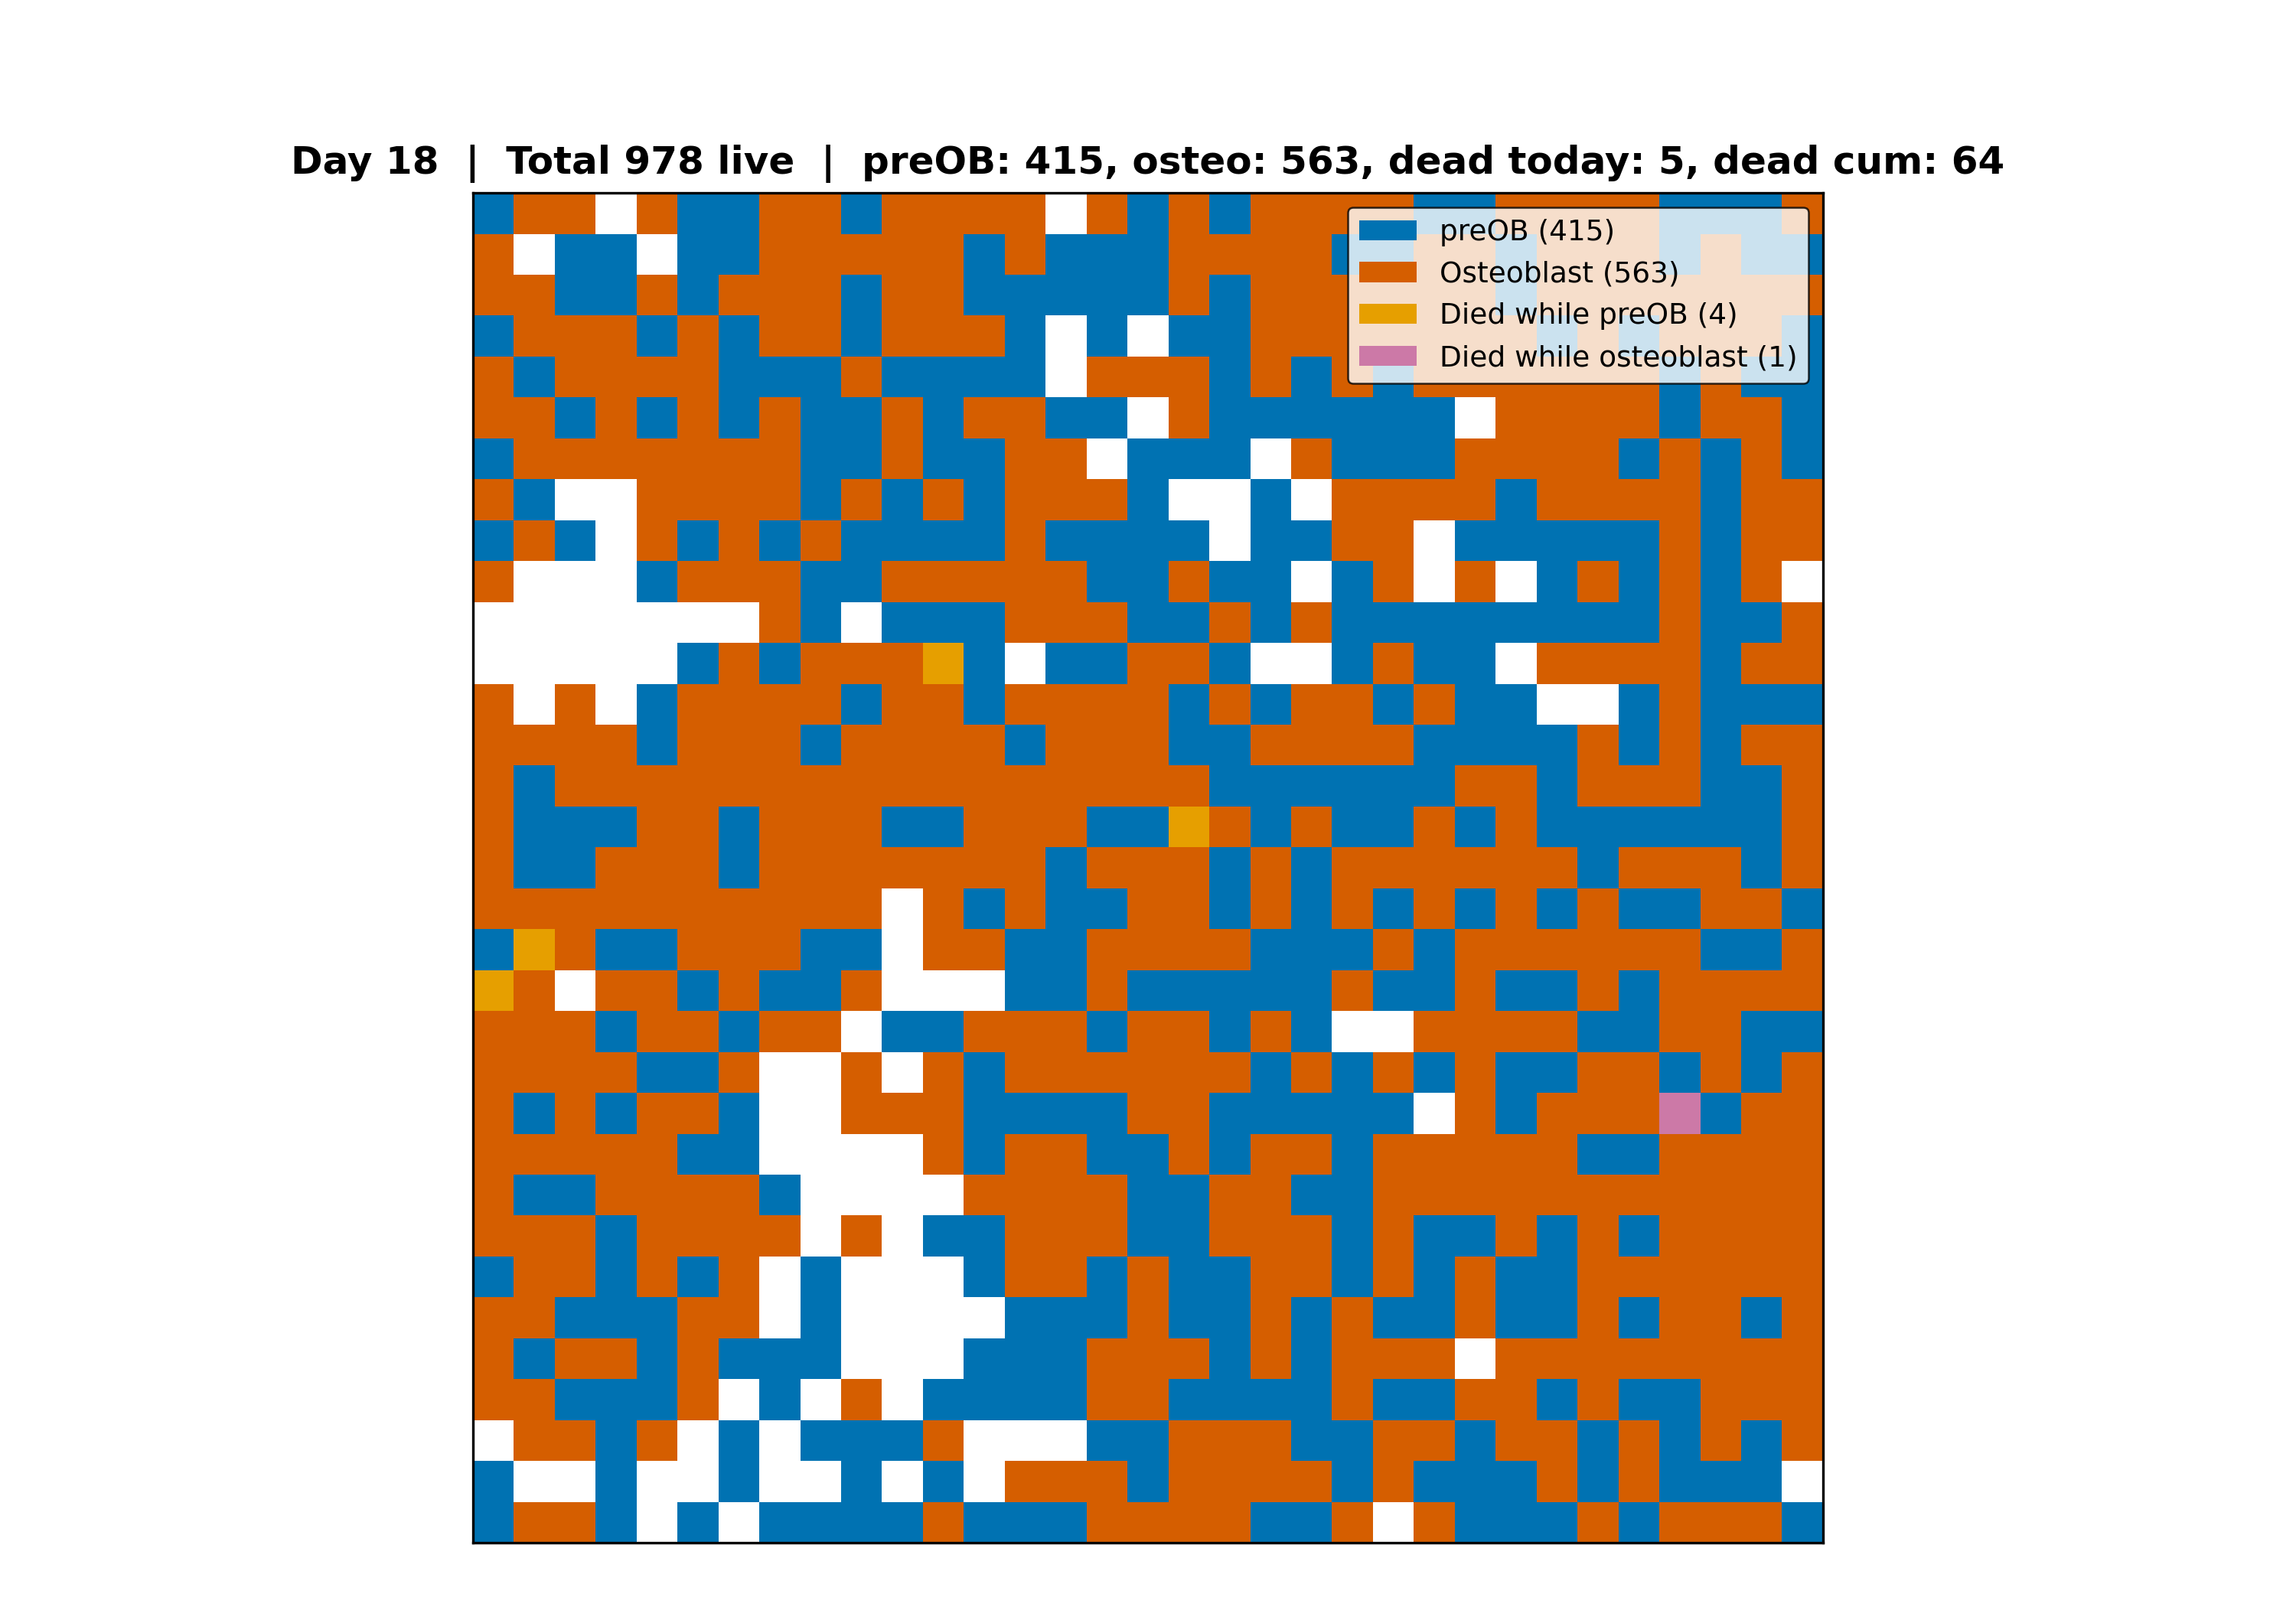 Day 18 | Total 978 live | preOB: 415, osteo: 563, dead today: 5, dead cum: 64
preOB (415)
Osteoblast (563)
Died while preOB (4)
Died while osteoblast (1)